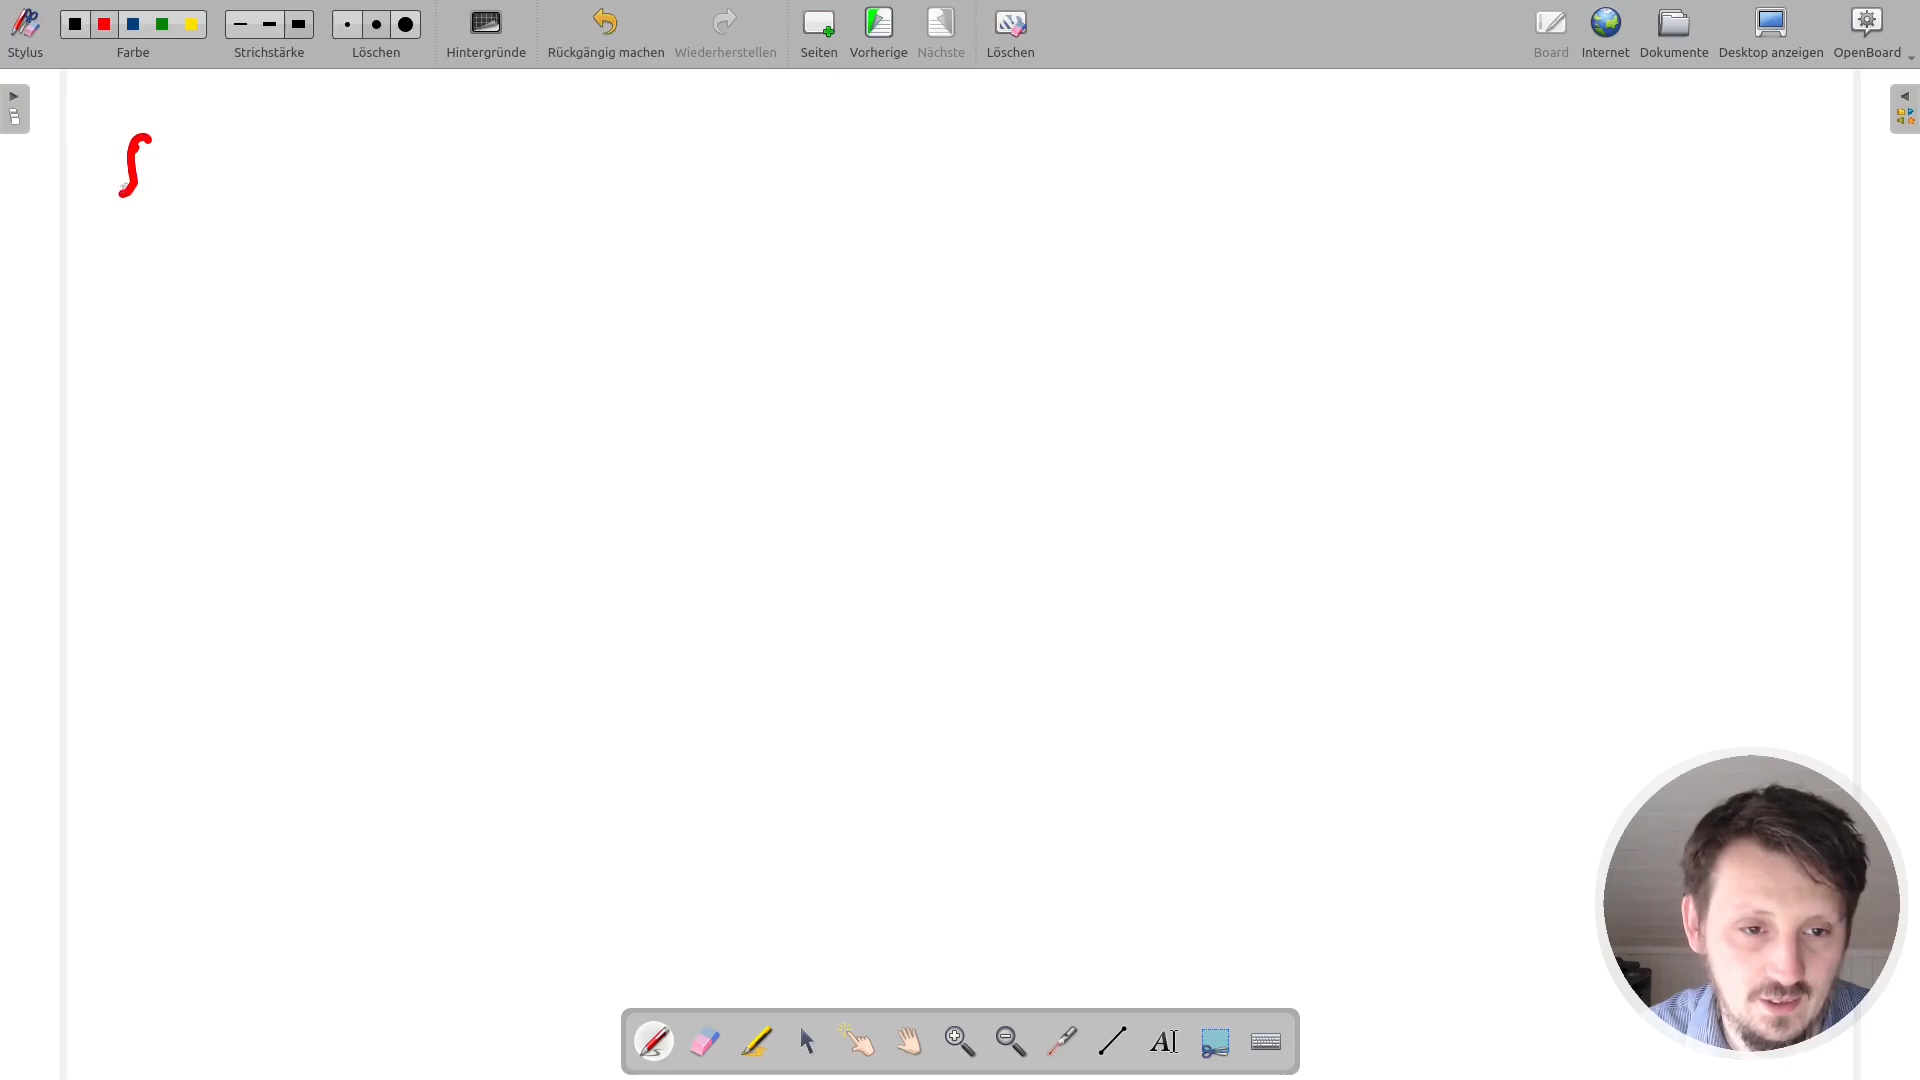 Stylus Farbe Strichstärke Löschen Hintergründe Rückgängig machen Wiederherstellen Seiten Vorherige Nächste Löschen Board Internet Dokumente Desktop anzeigen OpenBoard
∫
A